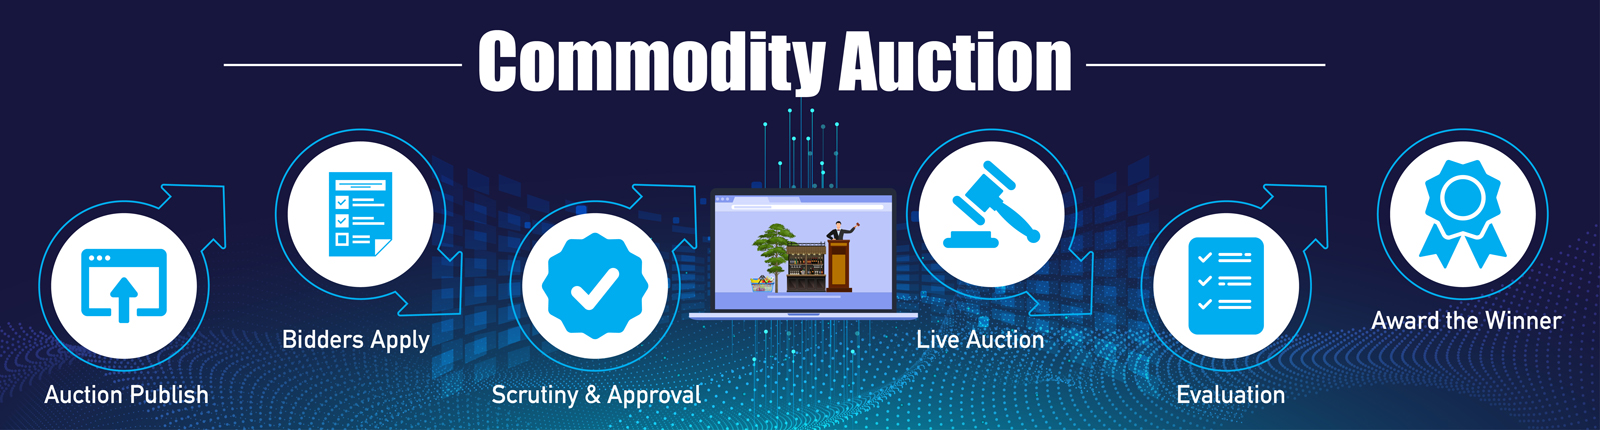 Commodity Auction
Auction Publish
Bidders Apply
Scrutiny & Approval
Live Auction
Evaluation
Award the Winner